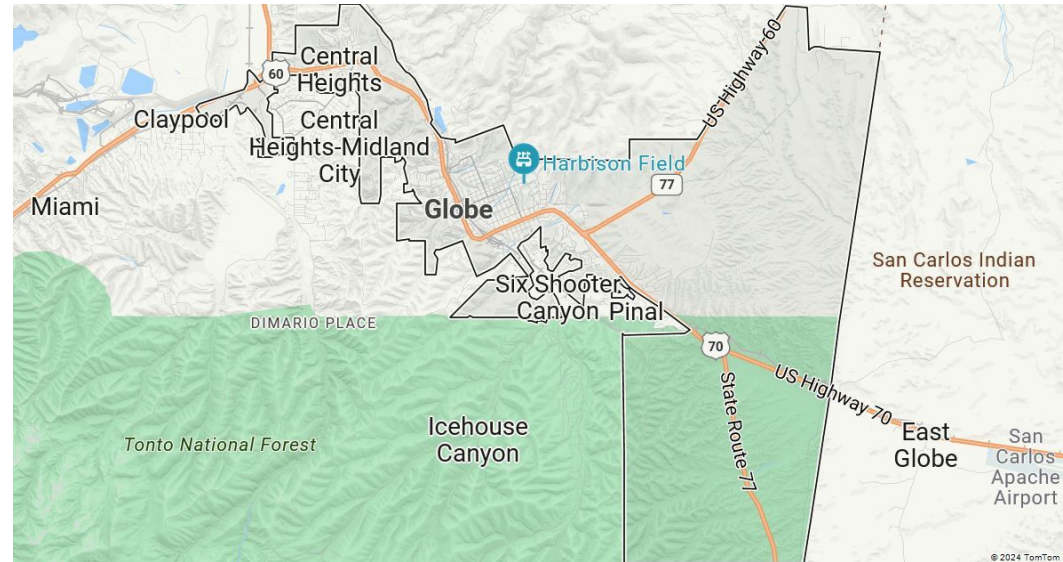 Central
Heights
60
Claypool
Central
Heights-Midland
City
Miami
US Highway 60
Harbison Field
77
Globe
San Carlos Indian
Reservation
Six Shooter
Canyon
Pinal
DIMARIO PLACE
70
US Highway 70
State Route 77
Icehouse
Canyon
Tonto National Forest
East
Globe
San
Carlos
Apache
Airport
© 2024 TomTom